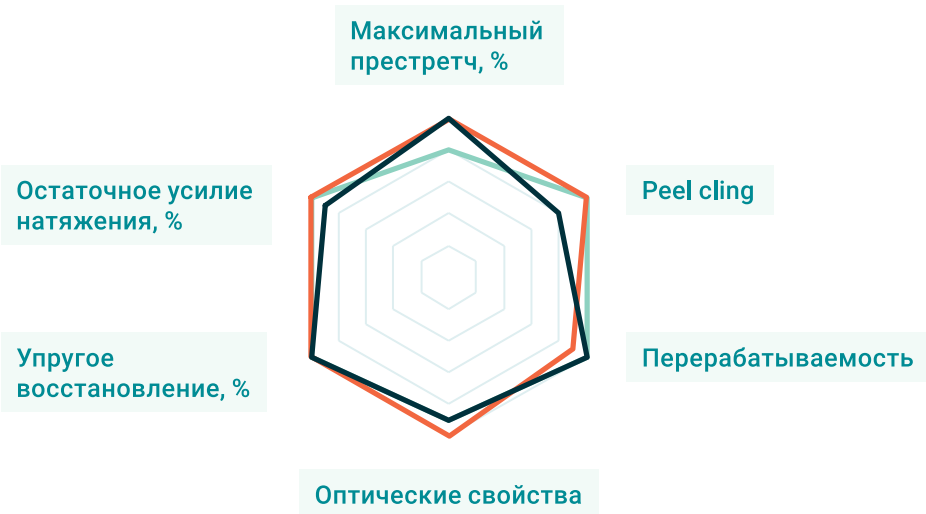 Максимальный
престретч, %
Остаточное усилие
натяжения, %
Peel cling
Упругое
восстановление, %
Перерабатываемость
Оптические свойства